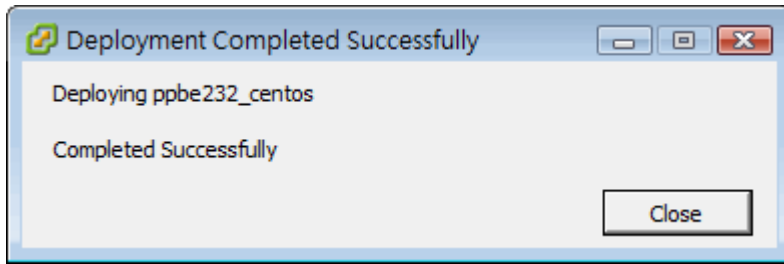 Deployment Completed Successfully
Deploying ppbe232_centos
Completed Successfully
Close